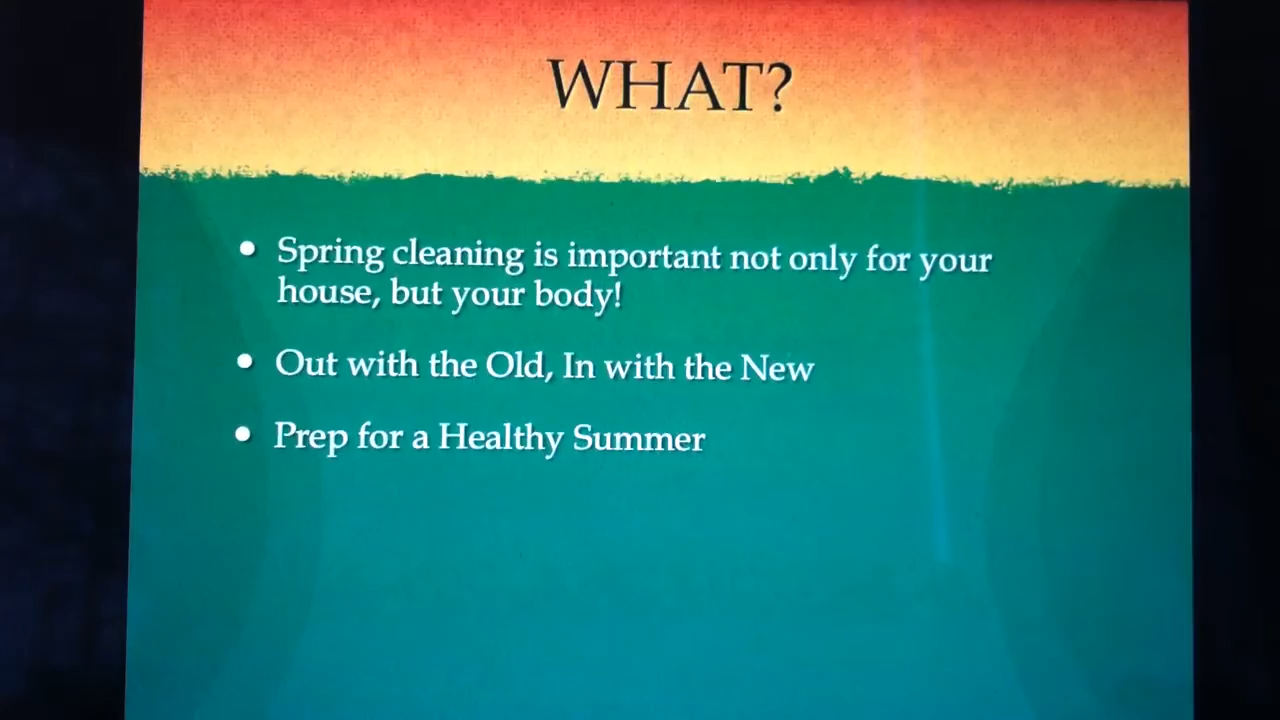 WHAT?
• Spring cleaning is important not only for your
house, but your body!
• Out with the Old, In with the New
• Prep for a Healthy Summer